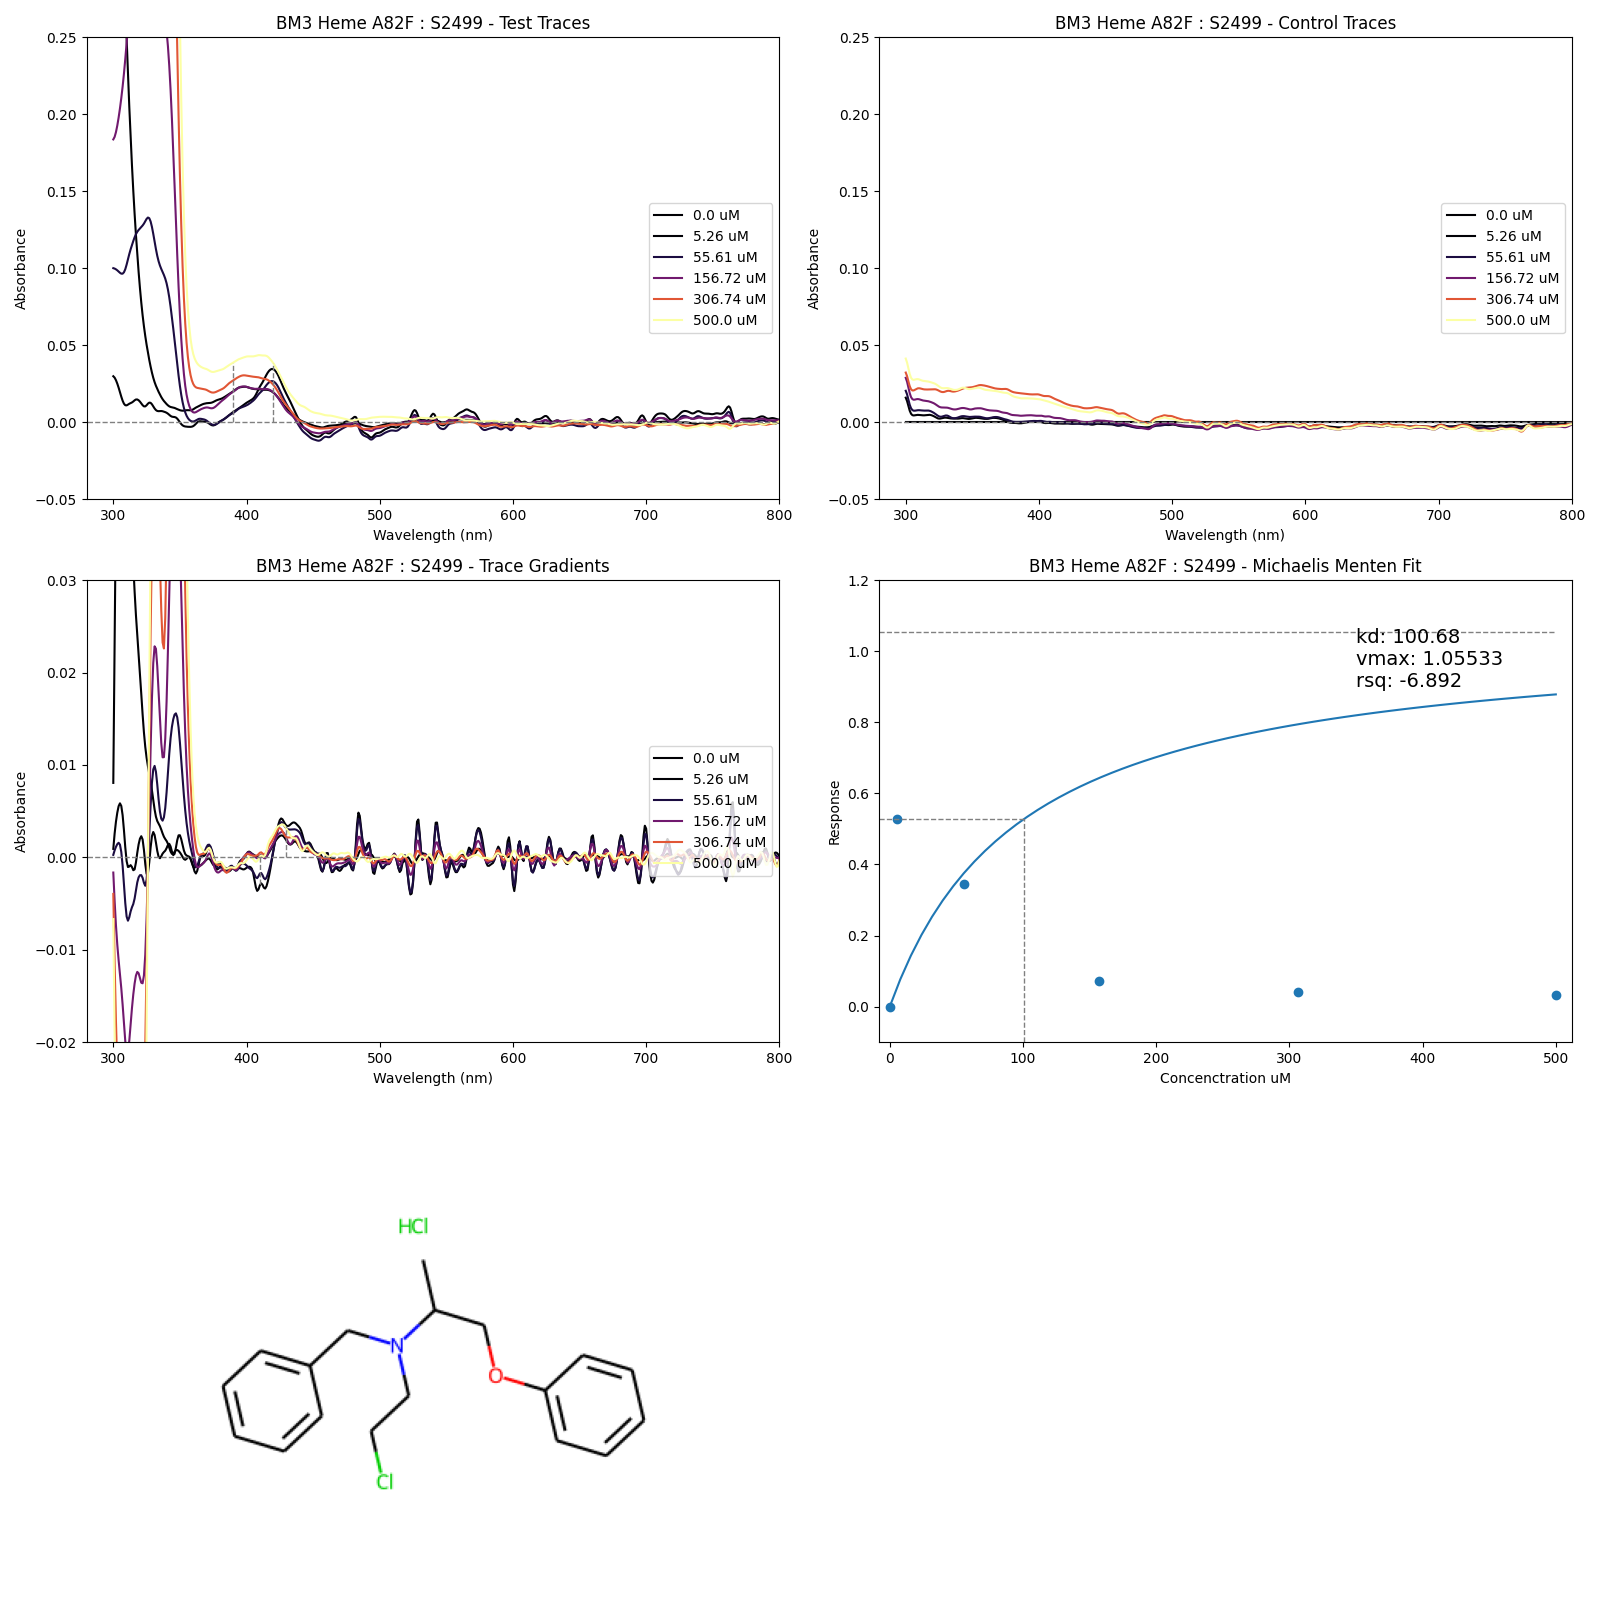 BM3 Heme A82F : S2499 - Test Traces
0.25
0.20
0.15
0.10
0.05
0.00
−0.05
Absorbance
300 400 500 600 700 800
Wavelength (nm)
0.0 uM
5.26 uM
55.61 uM
156.72 uM
306.74 uM
500.0 uM
BM3 Heme A82F : S2499 - Control Traces
0.25
0.20
0.15
0.10
0.05
0.00
−0.05
Absorbance
300 400 500 600 700 800
Wavelength (nm)
0.0 uM
5.26 uM
55.61 uM
156.72 uM
306.74 uM
500.0 uM
BM3 Heme A82F : S2499 - Trace Gradients
0.03
0.02
0.01
0.00
−0.01
−0.02
Absorbance
300 400 500 600 700 800
Wavelength (nm)
0.0 uM
5.26 uM
55.61 uM
156.72 uM
306.74 uM
500.0 uM
BM3 Heme A82F : S2499 - Michaelis Menten Fit
1.2
1.0
0.8
0.6
0.4
0.2
0.0
Response
kd: 100.68
vmax: 1.05533
rsq: -6.892
0 100 200 300 400 500
Concenctration uM
HCl
N
O
Cl